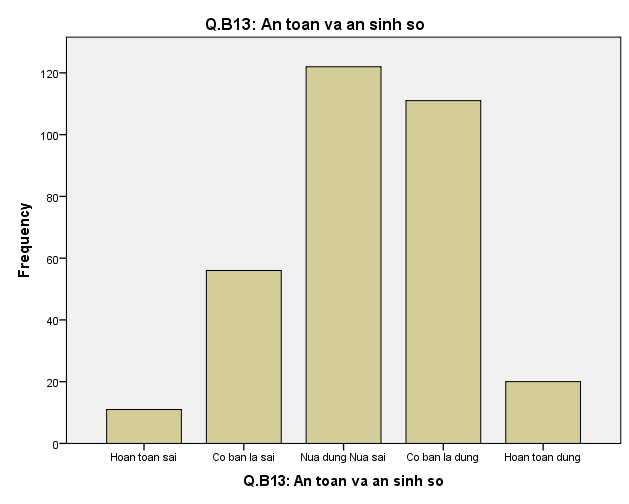 Q.B13: An toan va an sinh so
120
100
80
60
40
20
0
Frequency
Hoan toan sai
Co ban la sai
Nua dung Nua sai
Co ban la dung
Hoan toan dung
Q.B13: An toan va an sinh so